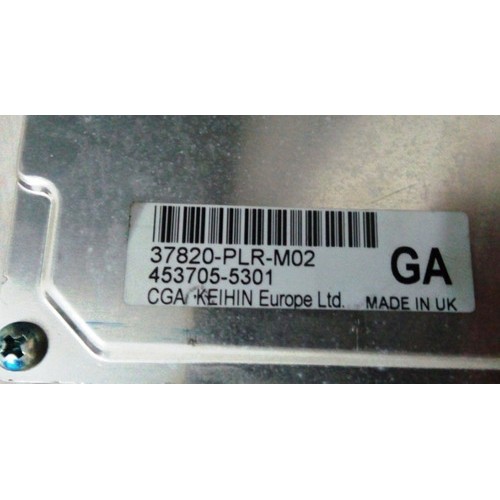 37820-PLR-M02
453705-5301
GA
CGA/ KEIHIN Europe Ltd. MADE IN UK